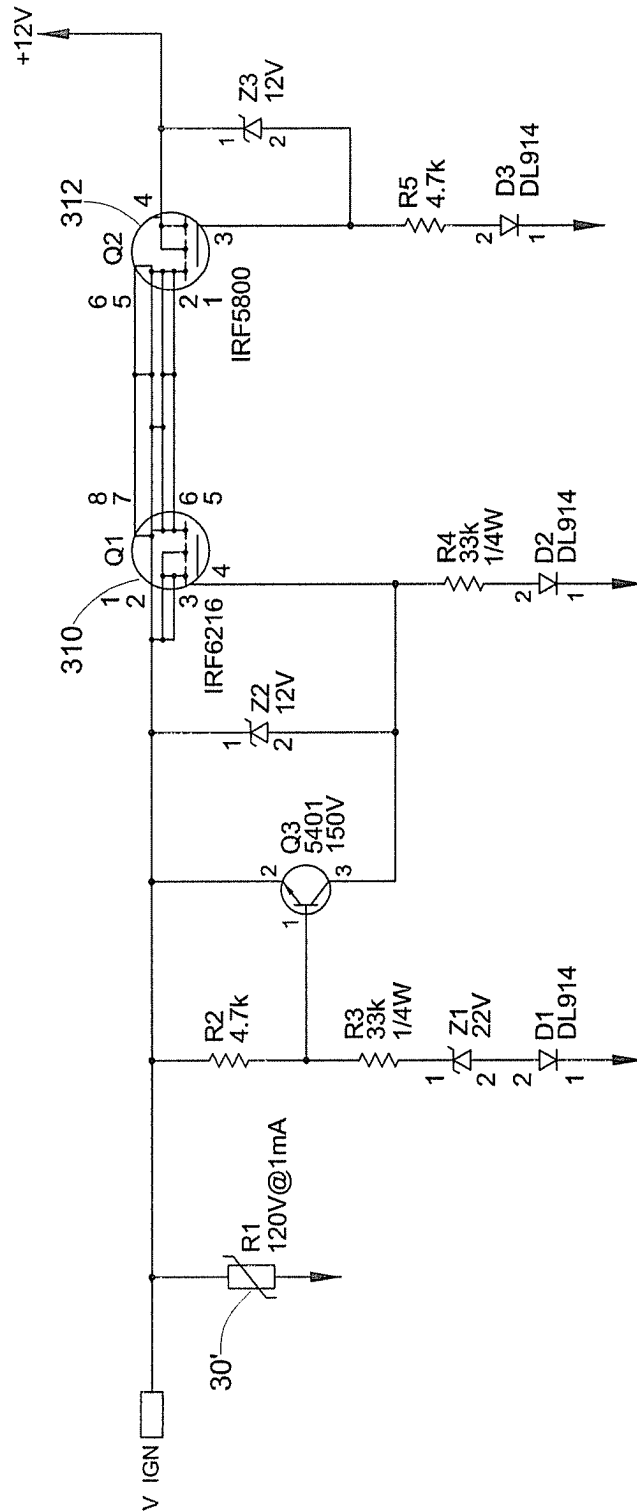 V IGN
30'
R1
120V@1mA
R2
4.7k
R3
33k
1/4W
1
Z1
22V
2
2
D1
DL914
1
Q3
5401
150V
1
2
3
1
Z2
12V
2
310
Q1
1
2
3
4
8
7
6
5
IRF6216
R4
33k
1/4W
2
D2
DL914
1
312
Q2
6
5
2
1
4
3
IRF5800
1
Z3
12V
2
R5
4.7k
2
D3
DL914
1
+12V